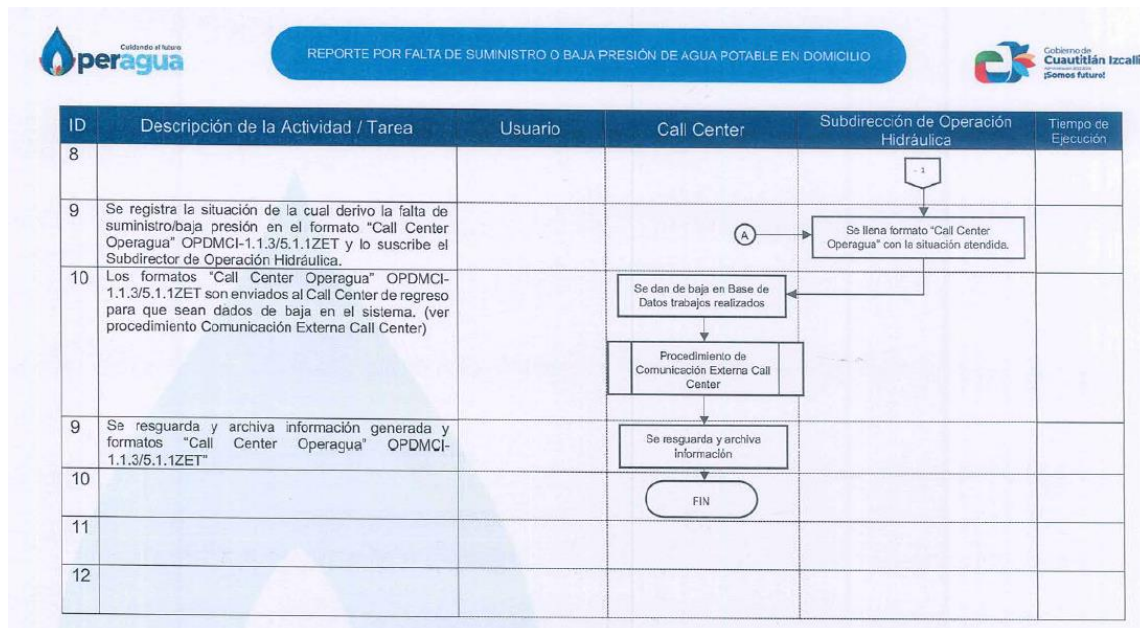 Cuidando al futuro
peragua
REPORTE POR FALTA DE SUMINISTRO O BAJA PRESIÓN DE AGUA POTABLE EN DOMICILIO
Gobierno de
Cuautitlán Izcalli
¡Somos futuro!
ID Descripción de la Actividad / Tarea Usuario Call Center Subdirección de Operación Hidráulica Tiempo de Ejecución
8
- 1
9
Se registra la situación de la cual derivo la falta de
suministro/baja presión en el formato "Call Center
Operagua" OPDMCI-1.1.3/5.1.1ZET y lo suscribe el
Subdirector de Operación Hidráulica.
A
Se llena formato "Call Center
Operagua" con la situación atendida.
10
Los formatos "Call Center Operagua" OPDMCI-
1.1.3/5.1.1ZET son enviados al Call Center de regreso
para que sean dados de baja en el sistema. (ver
procedimiento Comunicación Externa Call Center)
Se dan de baja en Base de
Datos trabajos realizados
Procedimiento de
Comunicación Externa Call
Center
9
Se resguarda y archiva información generada y
formatos "Call Center Operagua" OPDMCI-
1.1.3/5.1.1ZET"
Se resguarda y archiva
información
10
FIN
11
12